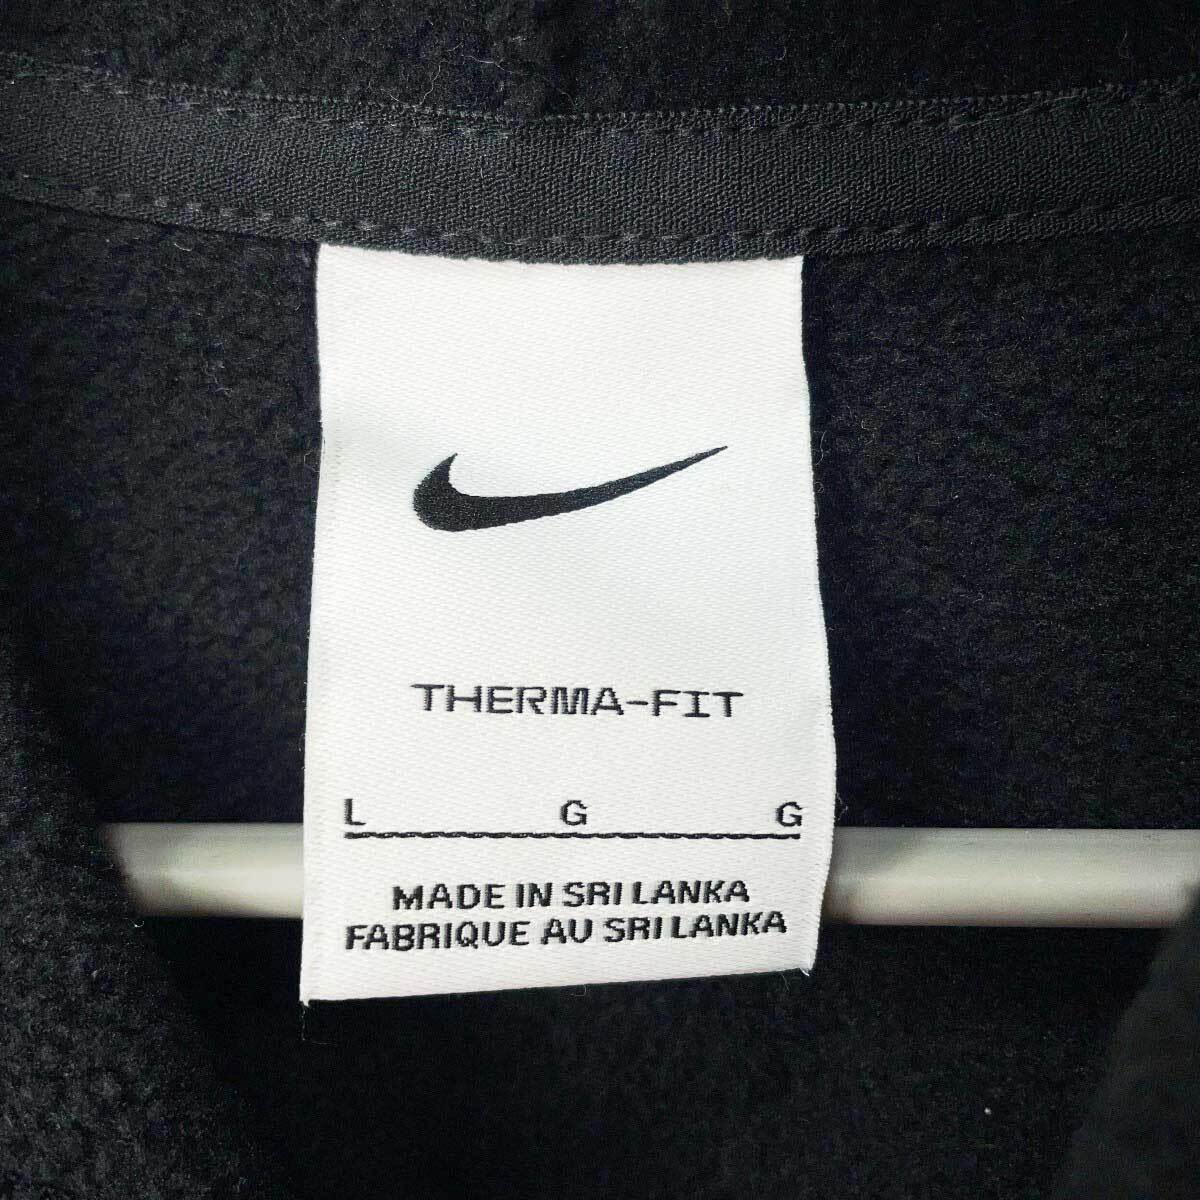 THERMA-FIT
L G G
MADE IN SRI LANKA
FABRIQUE AU SRI LANKA